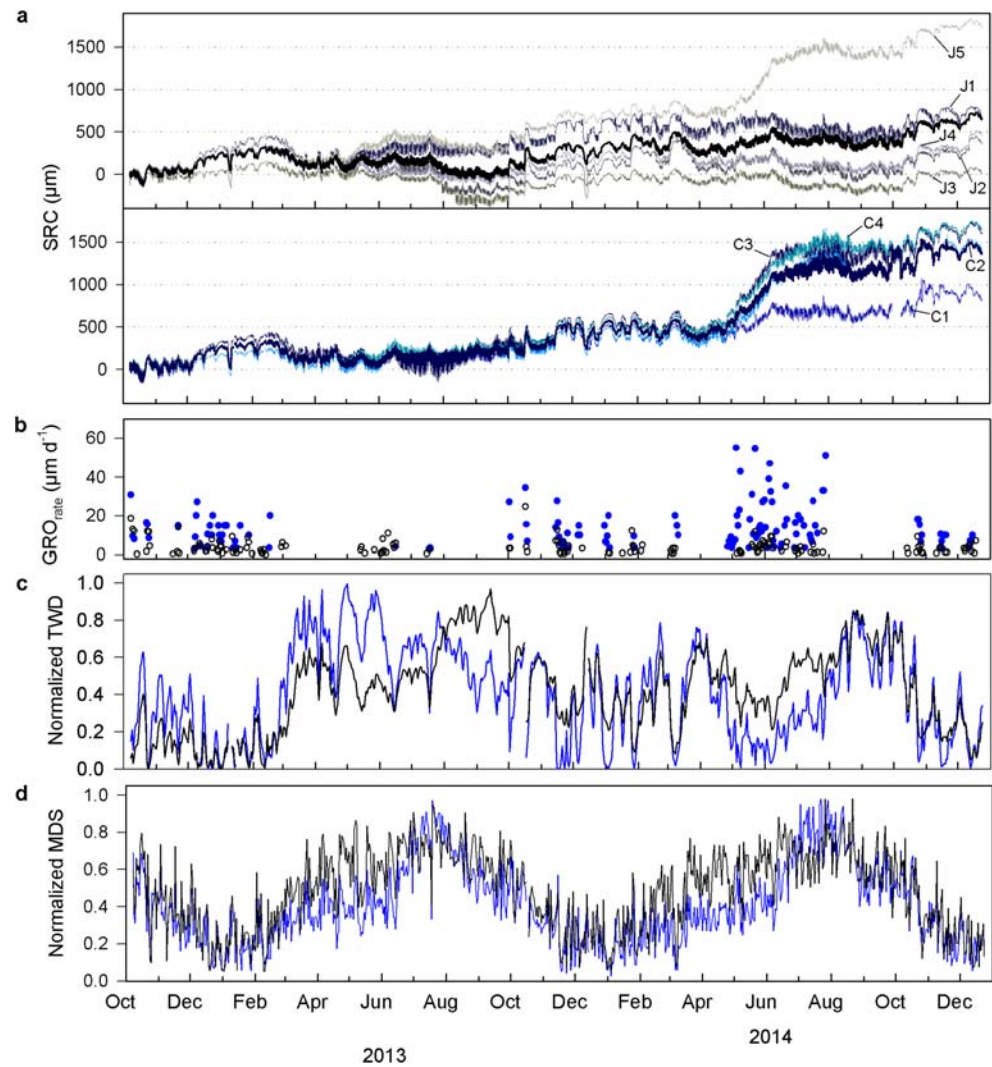 a
1500
1000
500
0
J5
J1
J4
J2
J3
SRC (µm)
1500
1000
500
0
C4
C3
C2
C1
b
GRO rate (µm d⁻¹)
60
40
20
0
c
Normalized TWD
1.0
0.8
0.6
0.4
0.2
0.0
d
Normalized MDS
1.0
0.8
0.6
0.4
0.2
0.0
Oct Dec Feb Apr Jun Aug Oct Dec Feb Apr Jun Aug Oct Dec
2013 2014